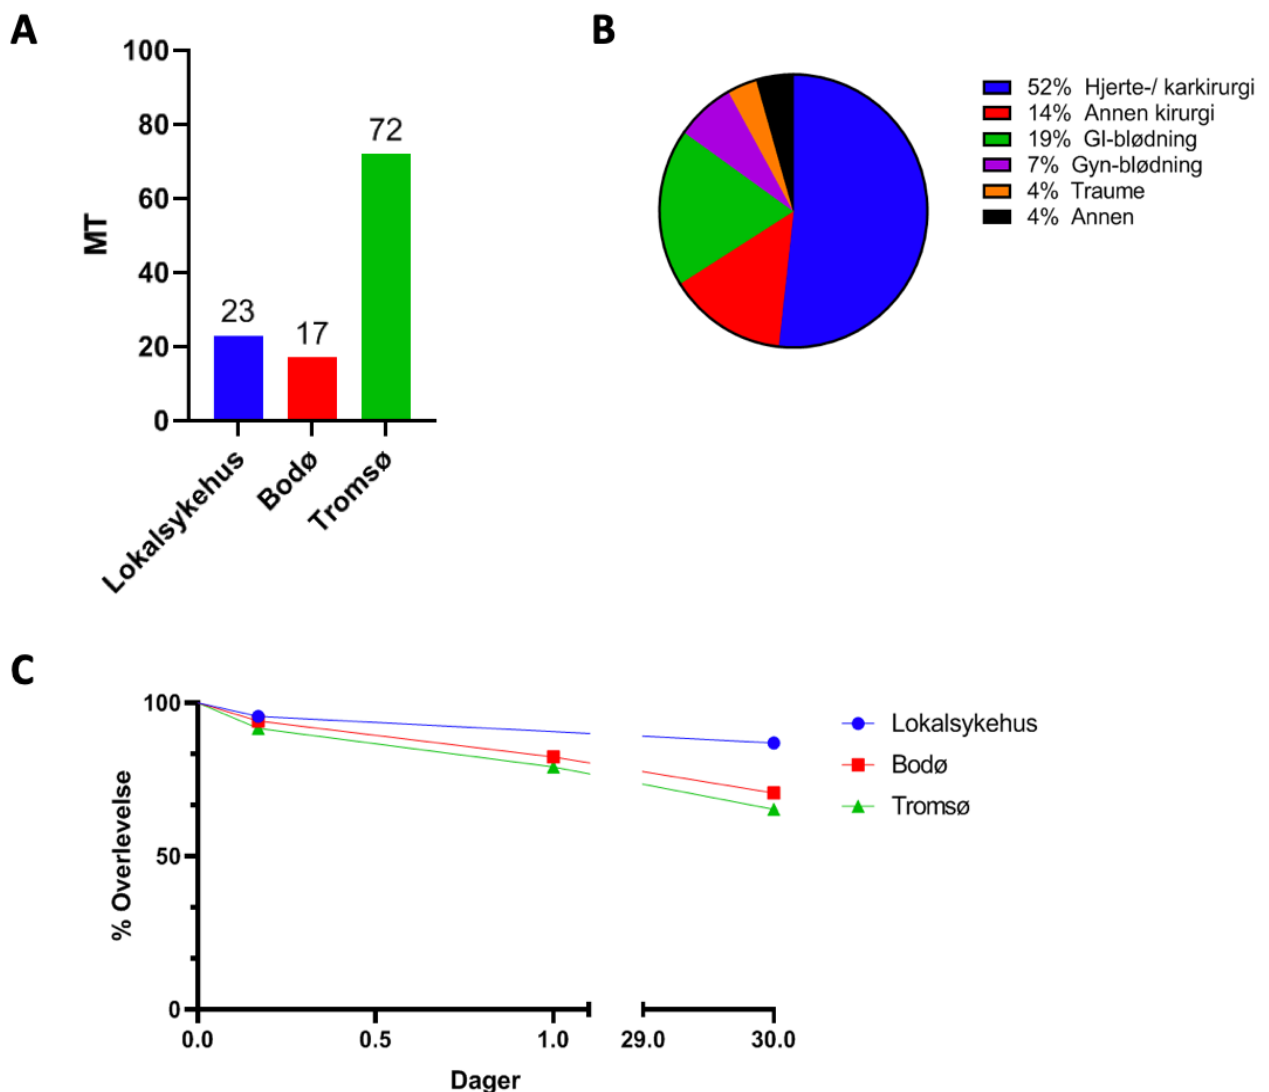 A
100
80
60
40
20
0
MT
23
17
72
Lokalsykehus
Bodø
Tromsø
B
52% Hjerte-/ karkirurgi
14% Annen kirurgi
19% GI-blødning
7% Gyn-blødning
4% Traume
4% Annen
C
100
50
0
% Overlevelse
0.0
0.5
1.0
29.0
30.0
Dager
Lokalsykehus
Bodø
Tromsø